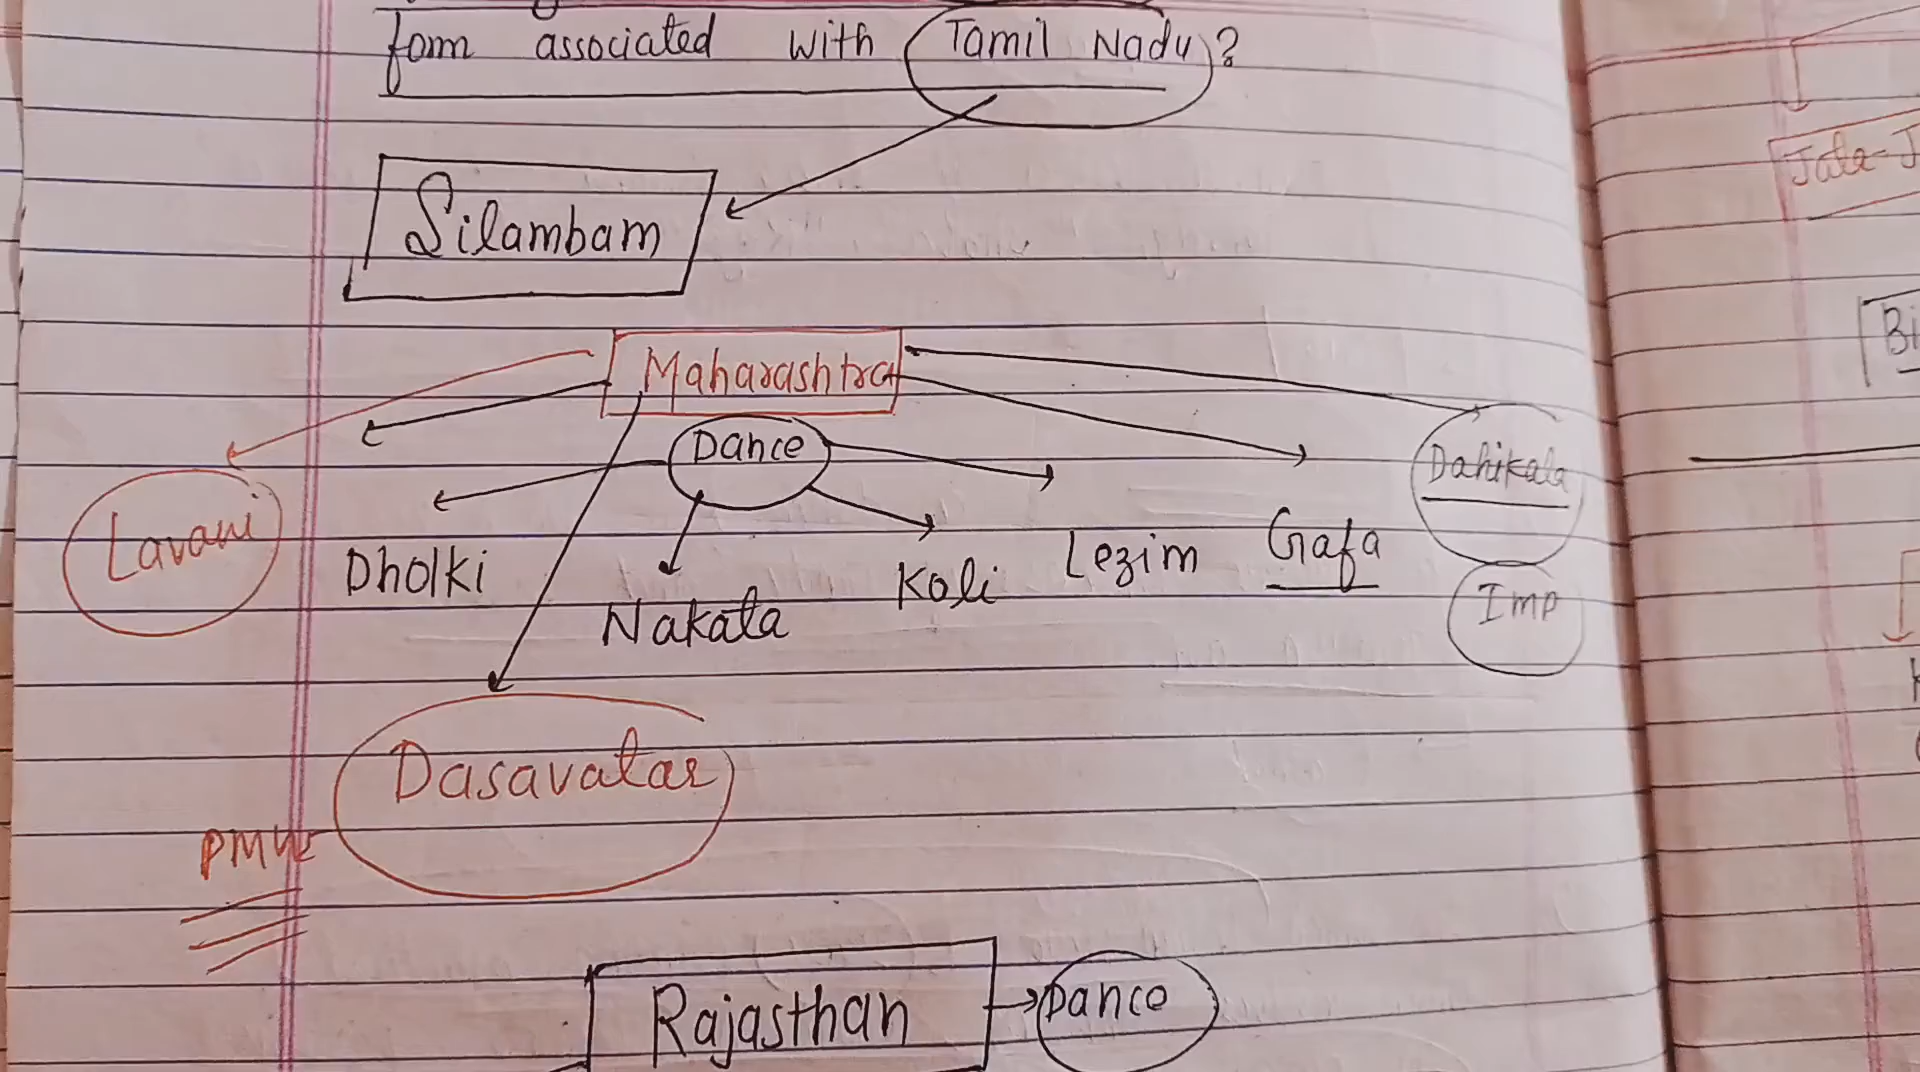 form associated with Tamil Nadu?
Silambam
Maharashtra
Dance
Lavani
Dholki
Nakata
Koli
Lezim
Gafa
Dahikala
Imp
Dasavatar
Rajasthan
Dance